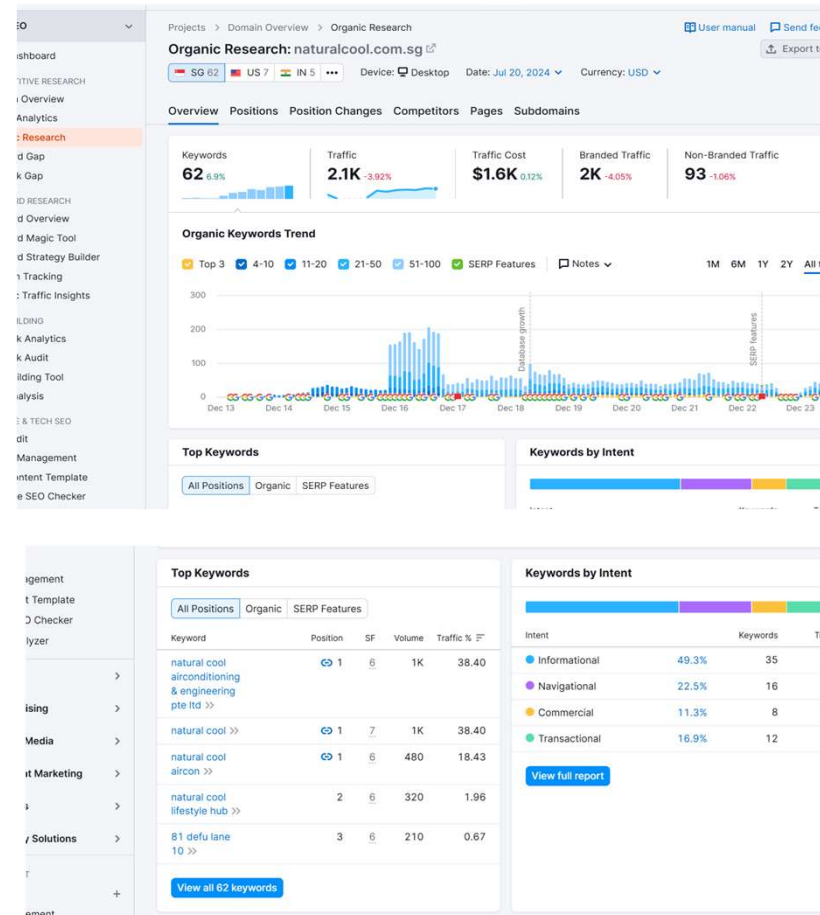 Projects > Domain Overview > Organic Research
User manual
Send fee
Organic Research: naturalcool.com.sg
Export to
SG 62 US 7 IN 5 ••• Device: Desktop Date: Jul 20, 2024 Currency: USD
Overview Positions Position Changes Competitors Pages Subdomains
EO
ashboard
TITIVE RESEARCH
Overview
Analytics
Research
d Gap
k Gap
RD RESEARCH
d Overview
d Magic Tool
d Strategy Builder
n Tracking
c Traffic Insights
ILDING
k Analytics
k Audit
ilding Tool
alysis
E & TECH SEO
dit
Management
ontent Template
e SEO Checker
Keywords Traffic Traffic Cost Branded Traffic Non-Branded Traffic
62 6.9% 2.1K -3.92% $1.6K 0.12% 2K -4.05% 93 -1.06%
Organic Keywords Trend
Top 3 4-10 11-20 21-50 51-100 SERP Features Notes 1M 6M 1Y 2Y All t
300
200
100
0
Database growth
SERP features
Dec 13 Dec 14 Dec 15 Dec 16 Dec 17 Dec 18 Dec 19 Dec 20 Dec 21 Dec 22 Dec 23
Top Keywords
All Positions Organic SERP Features
Keywords by Intent
agement
t Template
O Checker
lyzer
ising
Media
nt Marketing
s
y Solutions
+
ement
Top Keywords
All Positions Organic SERP Features
Keyword Position SF Volume Traffic %
natural cool
airconditioning
& engineering
pte ltd >> 1 6 1K 38.40
natural cool >> 1 7 1K 38.40
natural cool
aircon >> 1 6 480 18.43
natural cool
lifestyle hub >> 2 6 320 1.96
81 defu lane
10 >> 3 6 210 0.67
View all 62 keywords
Keywords by Intent
Intent Keywords T
Informational 49.3% 35
Navigational 22.5% 16
Commercial 11.3% 8
Transactional 16.9% 12
View full report